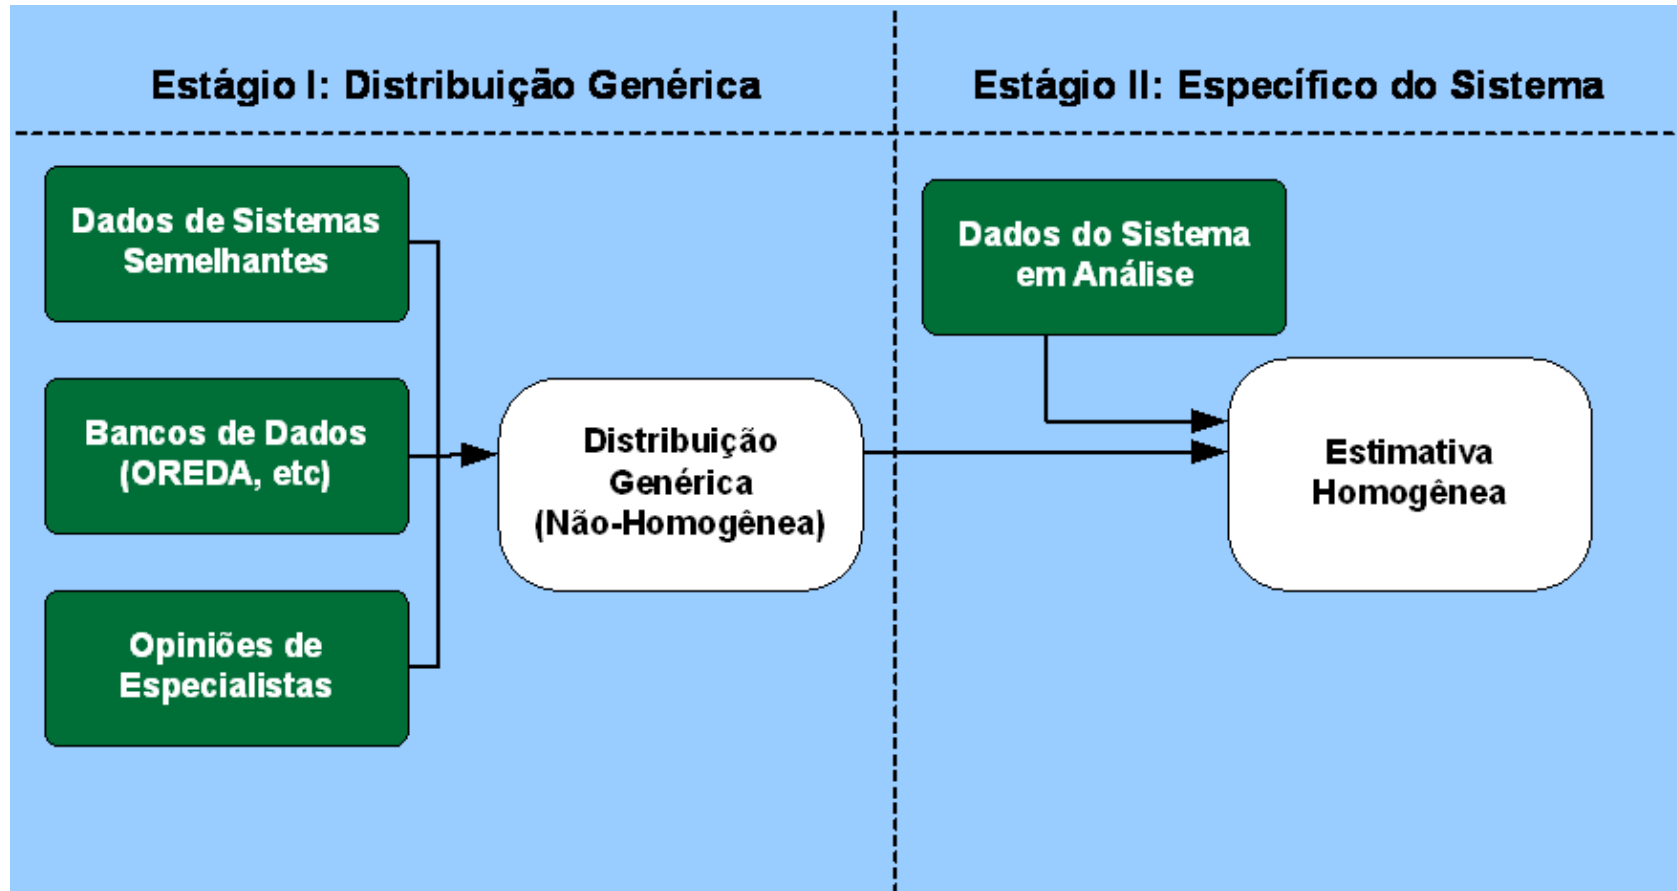 Estágio I: Distribuição Genérica
Estágio II: Específico do Sistema
Dados de Sistemas
Semelhantes
Bancos de Dados
(OREDA, etc)
Opiniões de
Especialistas
Distribuição
Genérica
(Não-Homogênea)
Dados do Sistema
em Análise
Estimativa
Homogênea